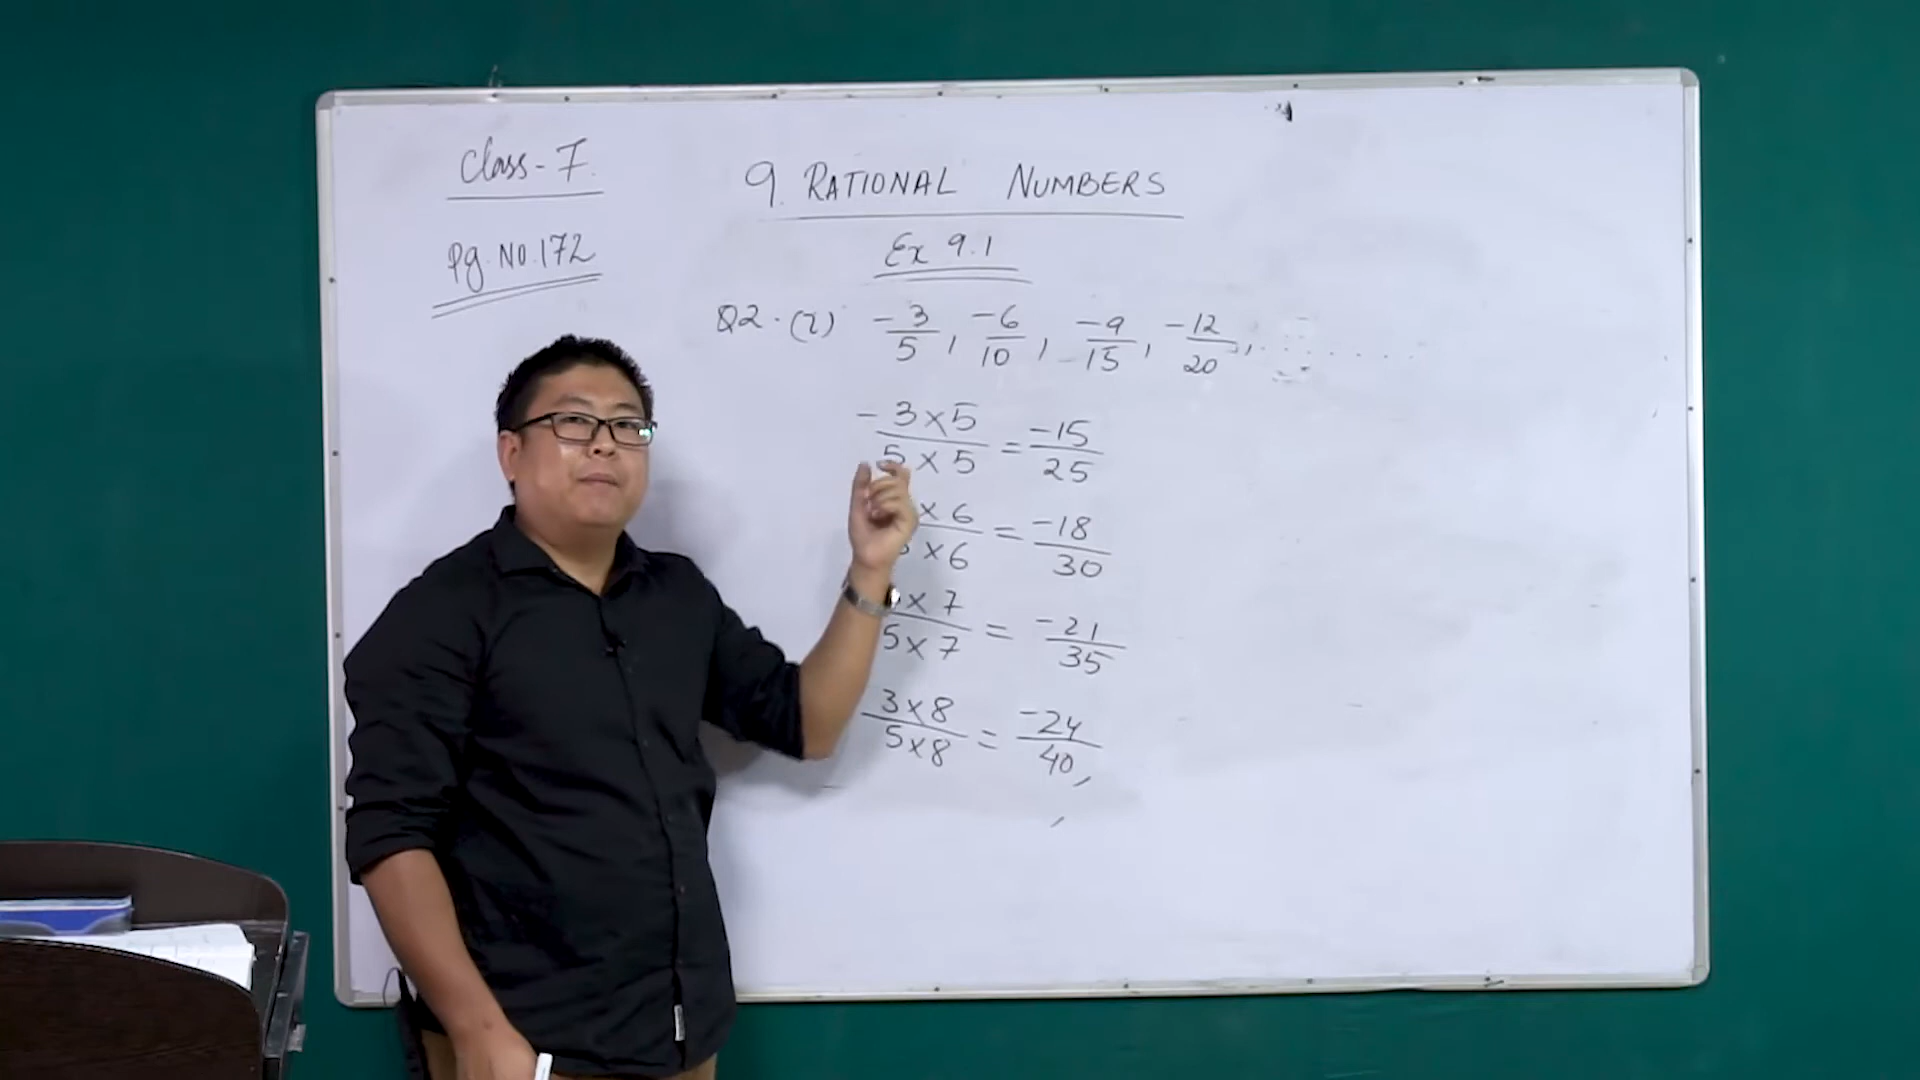 Class - 7.
Pg. No. 172
9. RATIONAL NUMBERS
Ex 9.1
Q2. (i) -3/5, -6/10, -9/15, -12/20, ..........
-3×5/5×5 = -15/25
×6/×6 = -18/30
×7/5×7 = -21/35
3×8/5×8 = -24/40,